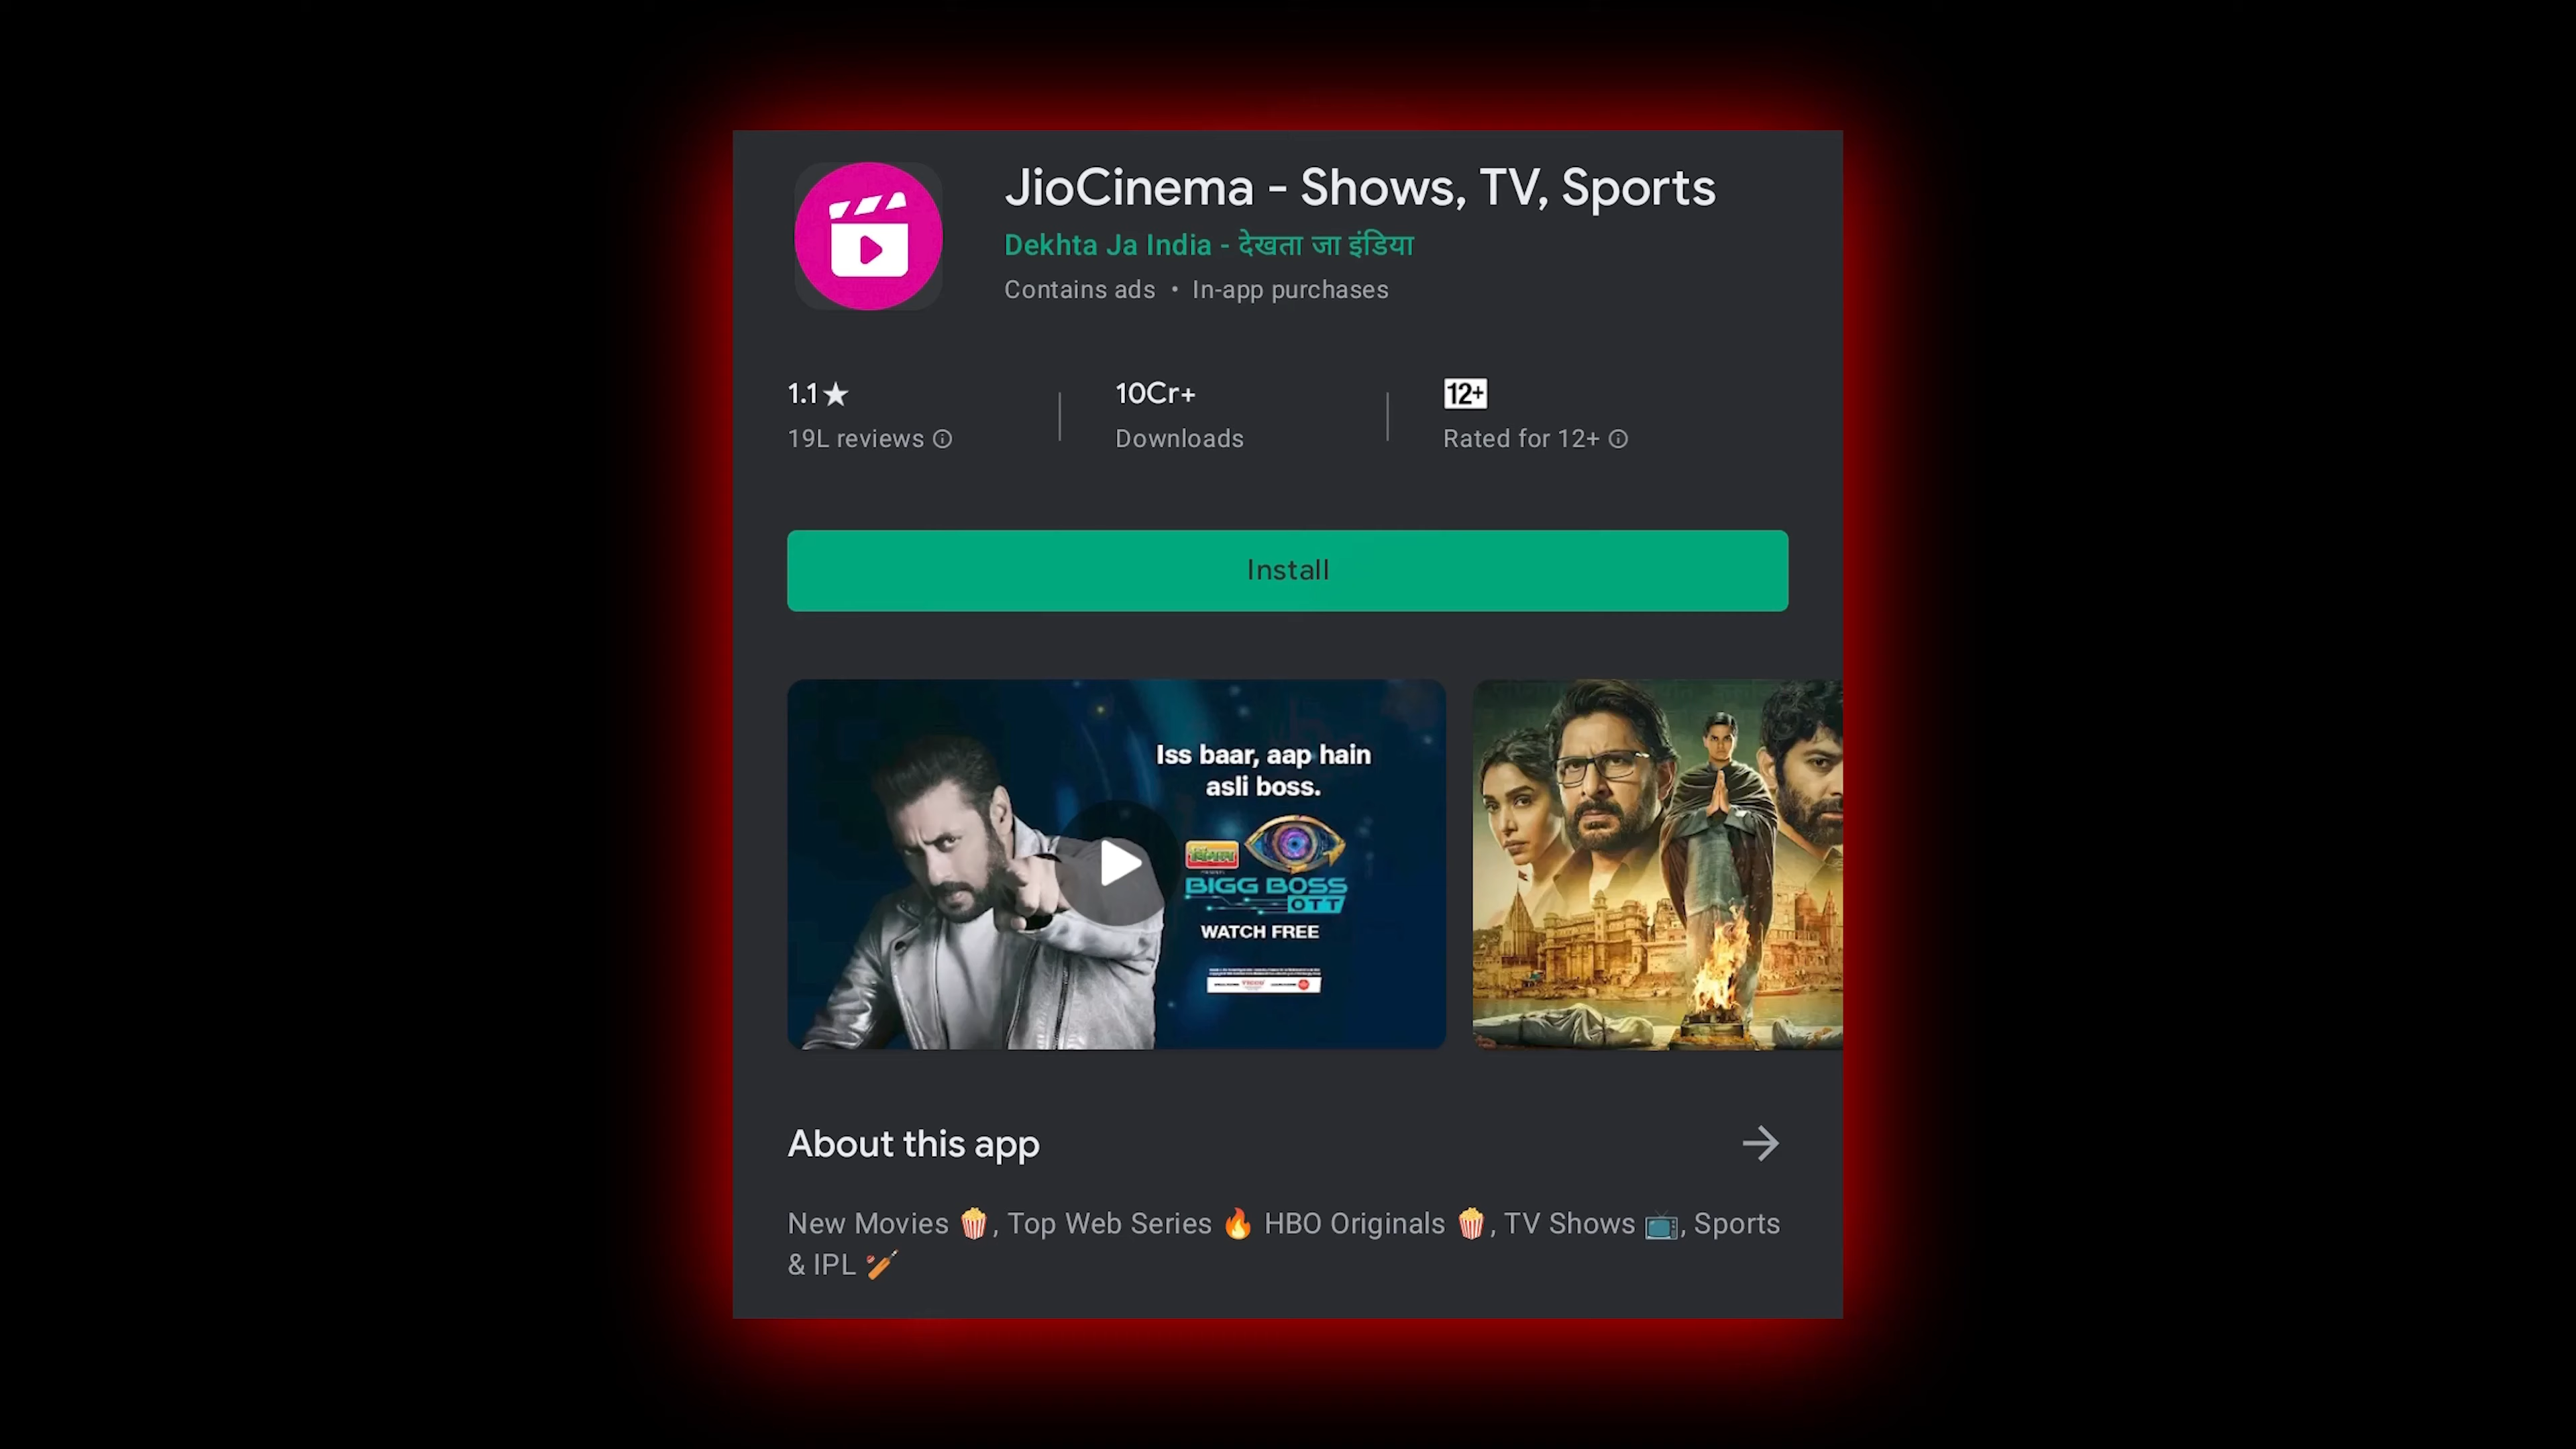 JioCinema - Shows, TV, Sports
Dekhta Ja India - देखता जा इंडिया
Contains ads • In-app purchases
1.1★
19L reviews
10Cr+
Downloads
12+
Rated for 12+
Install
Iss baar, aap hain
asli boss.
BIGG BOSS
OTT
WATCH FREE
About this app
New Movies 🍿, Top Web Series 🔥 HBO Originals 🍿, TV Shows 📺, Sports
& IPL 🏏